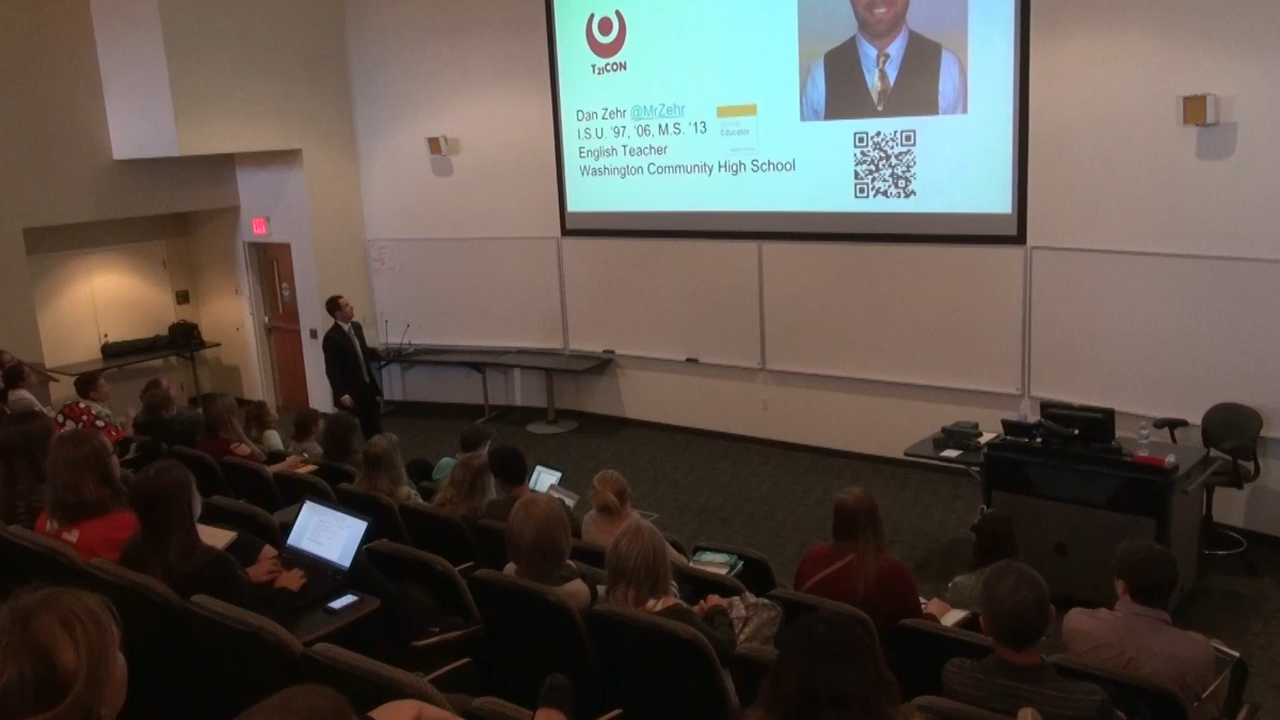 T21CON
Dan Zehr @MrZehr
I.S.U. '97, '06, M.S. '13
English Teacher
Washington Community High School
Educator
EXIT